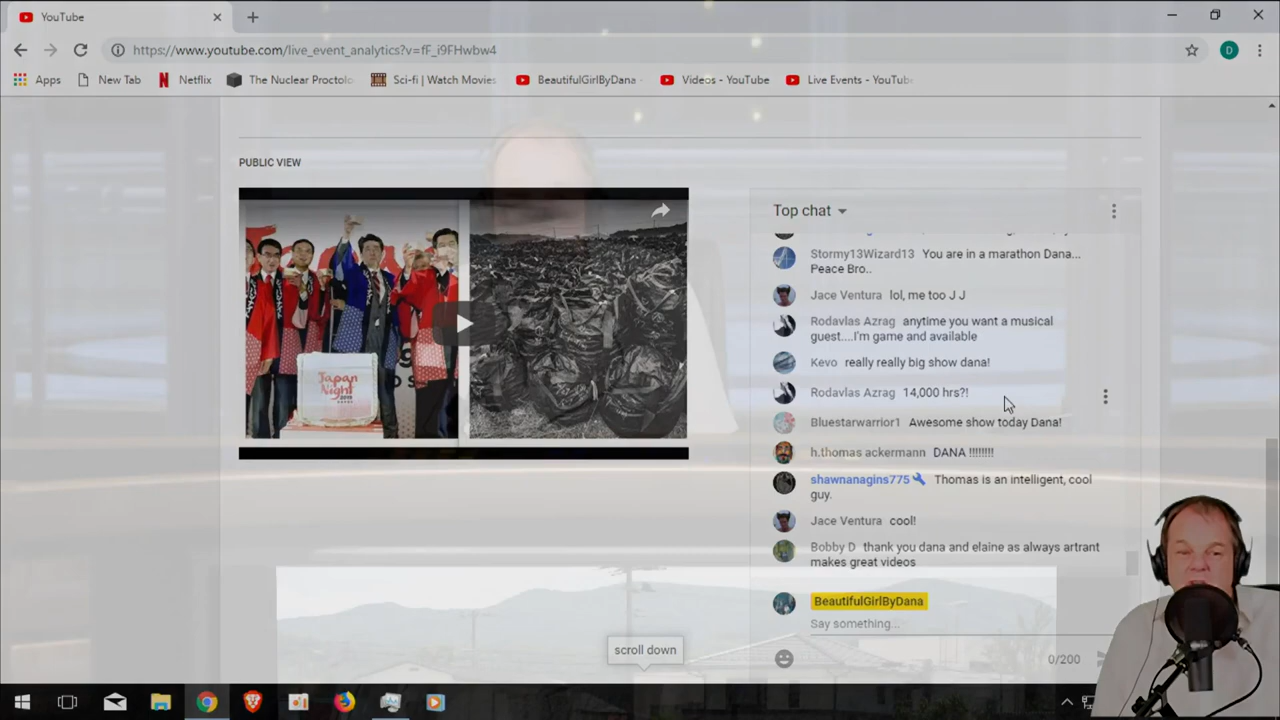 YouTube
https://www.youtube.com/live_event_analytics?v=fF_i9FHwbw4
D
Apps New Tab Netflix The Nuclear Proctolo Sci-fi | Watch Movies BeautifulGirlByDana - Videos - YouTube Live Events - YouTube
PUBLIC VIEW
Top chat
Stormy13Wizard13 You are in a marathon Dana...
Peace Bro..
Jace Ventura lol, me too J J
Rodavlas Azrag anytime you want a musical
guest....I'm game and available
Kevo really really big show dana!
Rodavlas Azrag 14,000 hrs?!
Bluestarwarrior1 Awesome show today Dana!
h.thomas ackermann DANA !!!!!!!!
shawnanagins775 Thomas is an intelligent, cool
guy.
Jace Ventura cool!
Bobby D thank you dana and elaine as always artrant
makes great videos
BeautifulGirlByDana
Say something...
0/200
Japan
Night
scroll down